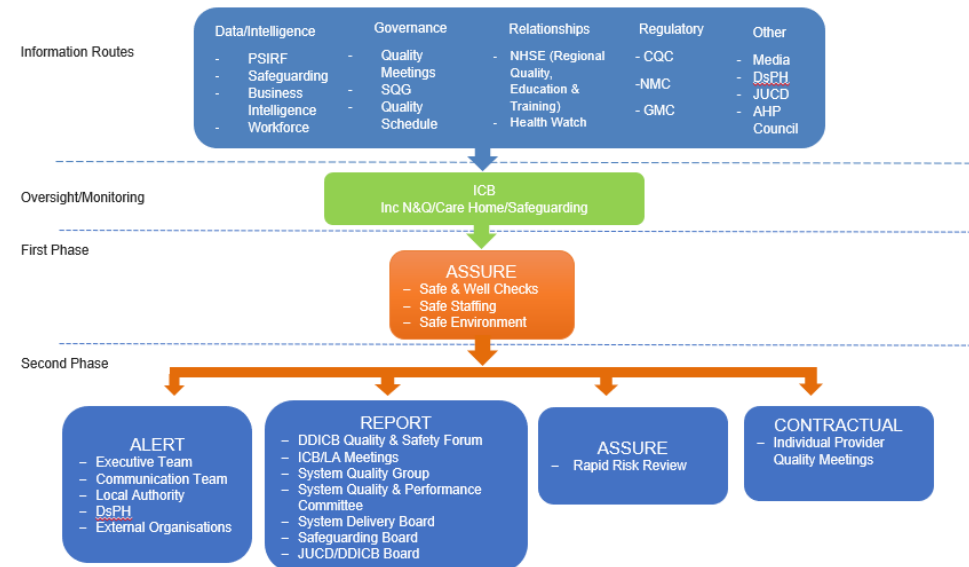 Information Routes
Data/Intelligence
- PSIRF
- Safeguarding
- Business
Intelligence
- Workforce
Governance
- Quality
Meetings
- SQG
- Quality
Schedule
Relationships
- NHSE (Regional
Quality,
Education &
Training)
- Health Watch
Regulatory
- CQC
-NMC
- GMC
Other
- Media
- DsPH
- JUCD
- AHP
Council
Oversight/Monitoring
ICB
Inc N&Q/Care Home/Safeguarding
First Phase
ASSURE
– Safe & Well Checks
– Safe Staffing
– Safe Environment
Second Phase
ALERT
– Executive Team
– Communication Team
– Local Authority
– DsPH
– External Organisations
REPORT
– DDICB Quality & Safety Forum
– ICB/LA Meetings
– System Quality Group
– System Quality & Performance
Committee
– System Delivery Board
– Safeguarding Board
– JUCD/DDICB Board
ASSURE
– Rapid Risk Review
CONTRACTUAL
– Individual Provider
Quality Meetings